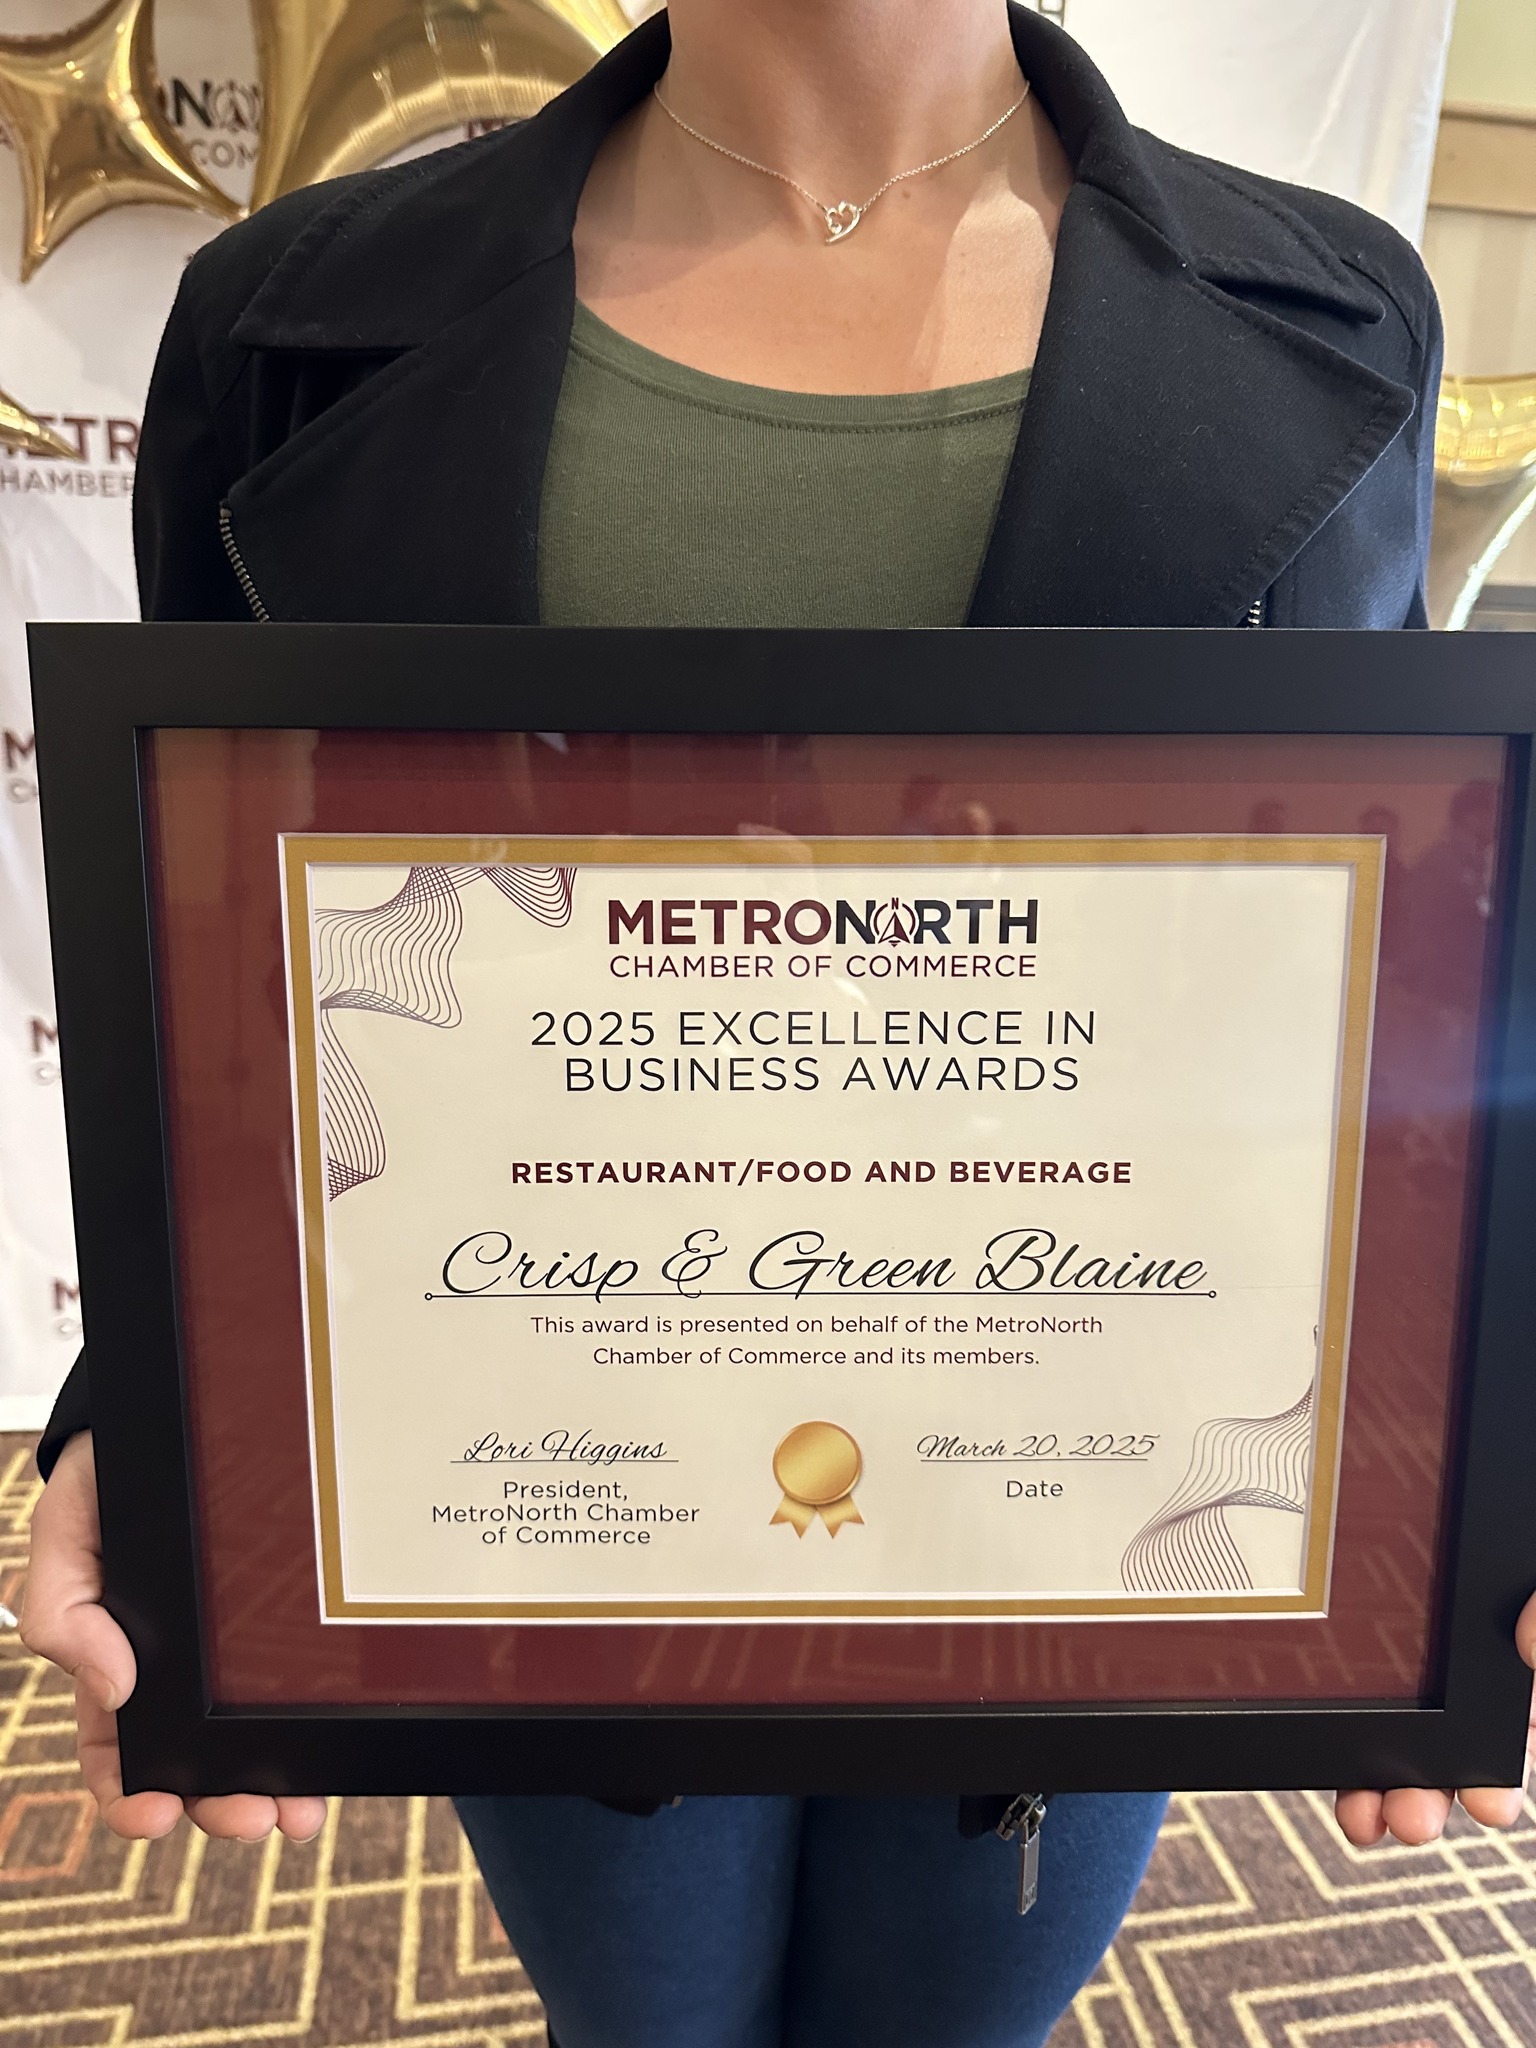 METRONORTH
CHAMBER OF COMMERCE
2025 EXCELLENCE IN
BUSINESS AWARDS
RESTAURANT/FOOD AND BEVERAGE
Crisp & Green Blaine
This award is presented on behalf of the MetroNorth
Chamber of Commerce and its members.
Lori Higgins
President,
MetroNorth Chamber
of Commerce
March 20, 2025
Date